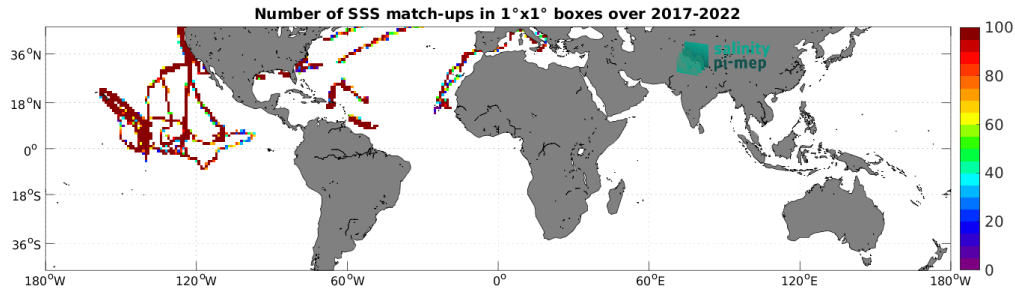 Number of SSS match-ups in 1°x1° boxes over 2017-2022
36°N
18°N
0°
18°S
36°S
180°W
120°W
60°W
0°
60°E
120°E
180°W
salinity
pi-mep
100
80
60
40
20
0